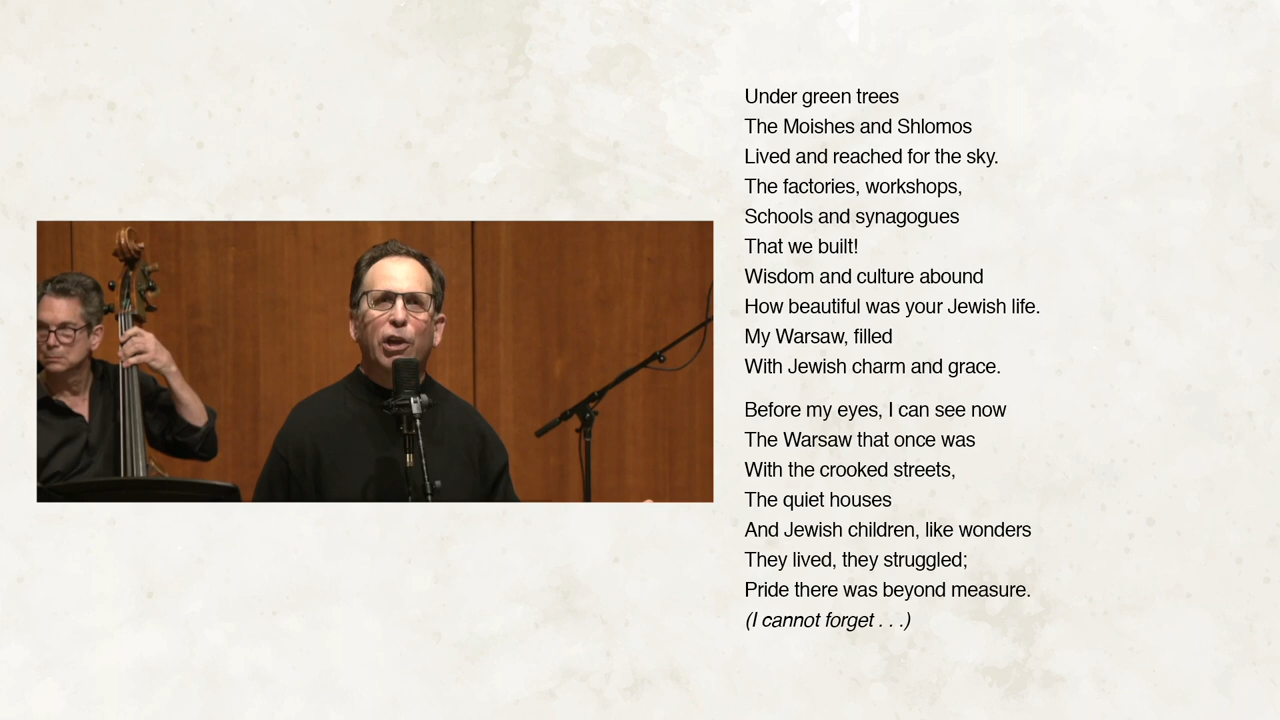 Under green trees
The Moishes and Shlomos
Lived and reached for the sky.
The factories, workshops,
Schools and synagogues
That we built!
Wisdom and culture abound
How beautiful was your Jewish life.
My Warsaw, filled
With Jewish charm and grace.
Before my eyes, I can see now
The Warsaw that once was
With the crooked streets,
The quiet houses
And Jewish children, like wonders
They lived, they struggled;
Pride there was beyond measure.
(I cannot forget . . .)